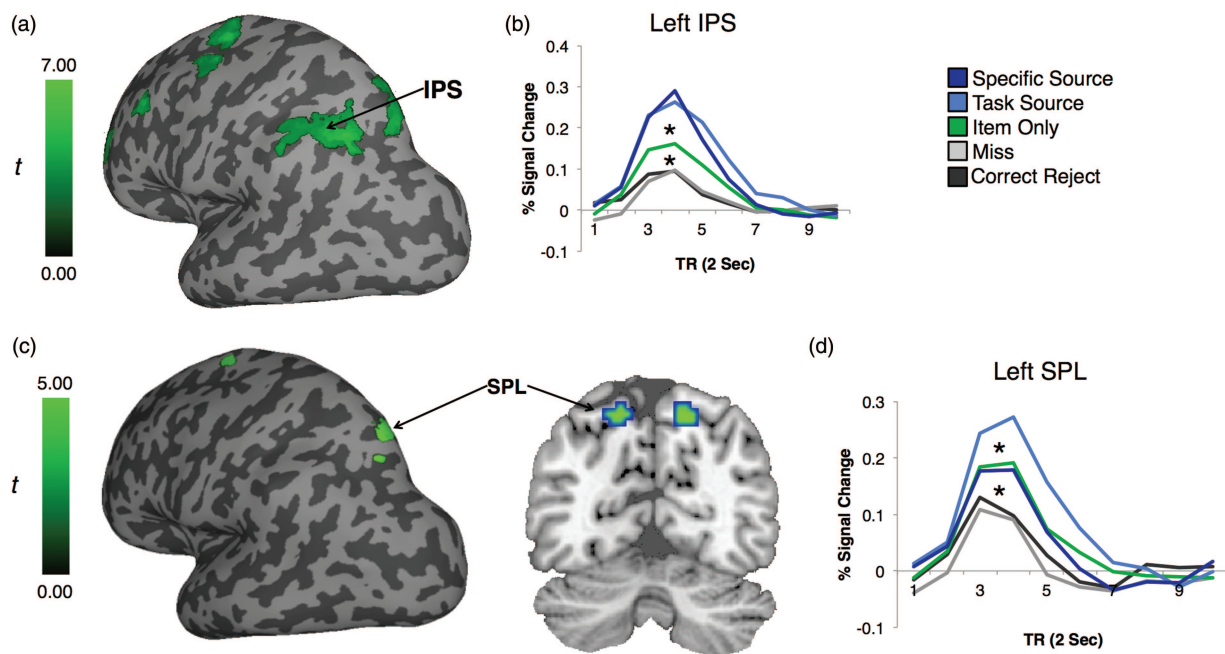 (a)
7.00
t
0.00
IPS
(b)
Left IPS
% Signal Change
0.4
0.3
0.2
0.1
0
-0.1
*
*
1 3 5 7 9
TR (2 Sec)
Specific Source
Task Source
Item Only
Miss
Correct Reject
(c)
5.00
t
0.00
SPL
(d)
Left SPL
% Signal Change
0.3
0.2
0.1
0
-0.1
*
*
1 3 5 7 9
TR (2 Sec)